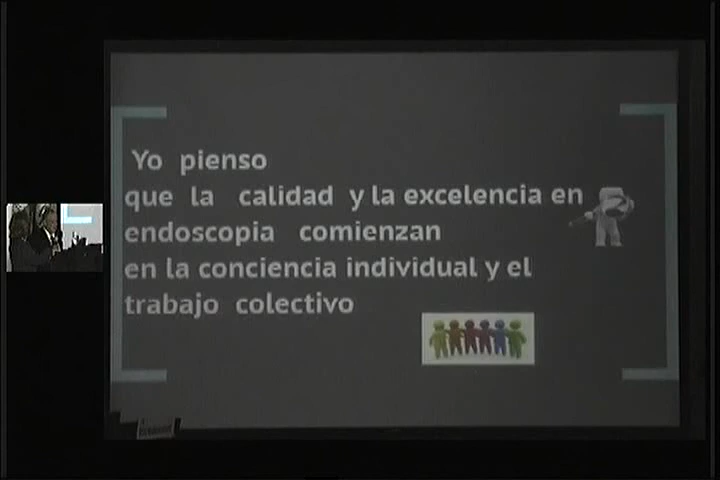 Yo pienso
que la calidad y la excelencia en
endoscopia comienzan
en la conciencia individual y el
trabajo colectivo